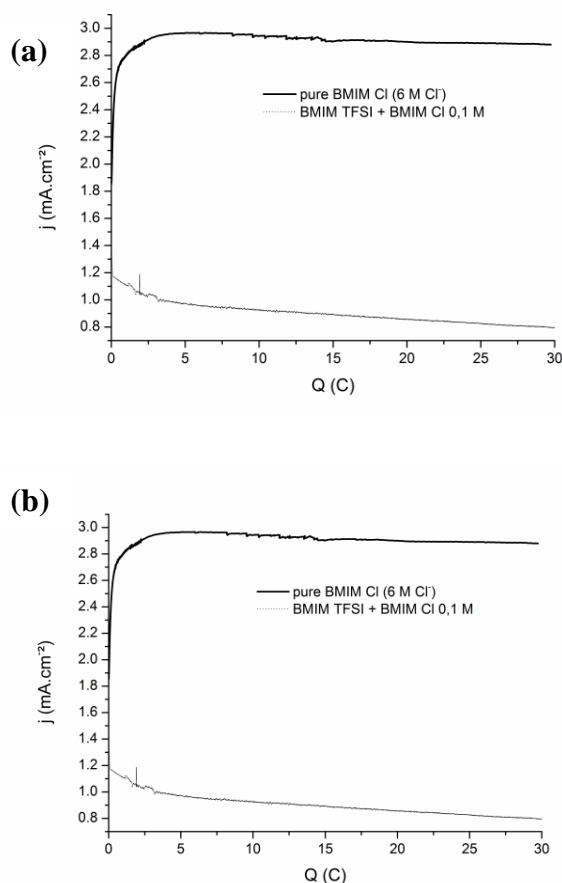 (a)
3.0
2.8
2.6
2.4
2.2
2.0
1.8
1.6
1.4
1.2
1.0
0.8
j (mA.cm⁻²)
pure BMIM Cl (6 M Cl⁻)
BMIM TFSI + BMIM Cl 0,1 M
0 5 10 15 20 25 30
Q (C)
(b)
3.0
2.8
2.6
2.4
2.2
2.0
1.8
1.6
1.4
1.2
1.0
0.8
j (mA.cm⁻²)
pure BMIM Cl (6 M Cl⁻)
BMIM TFSI + BMIM Cl 0,1 M
0 5 10 15 20 25 30
Q (C)